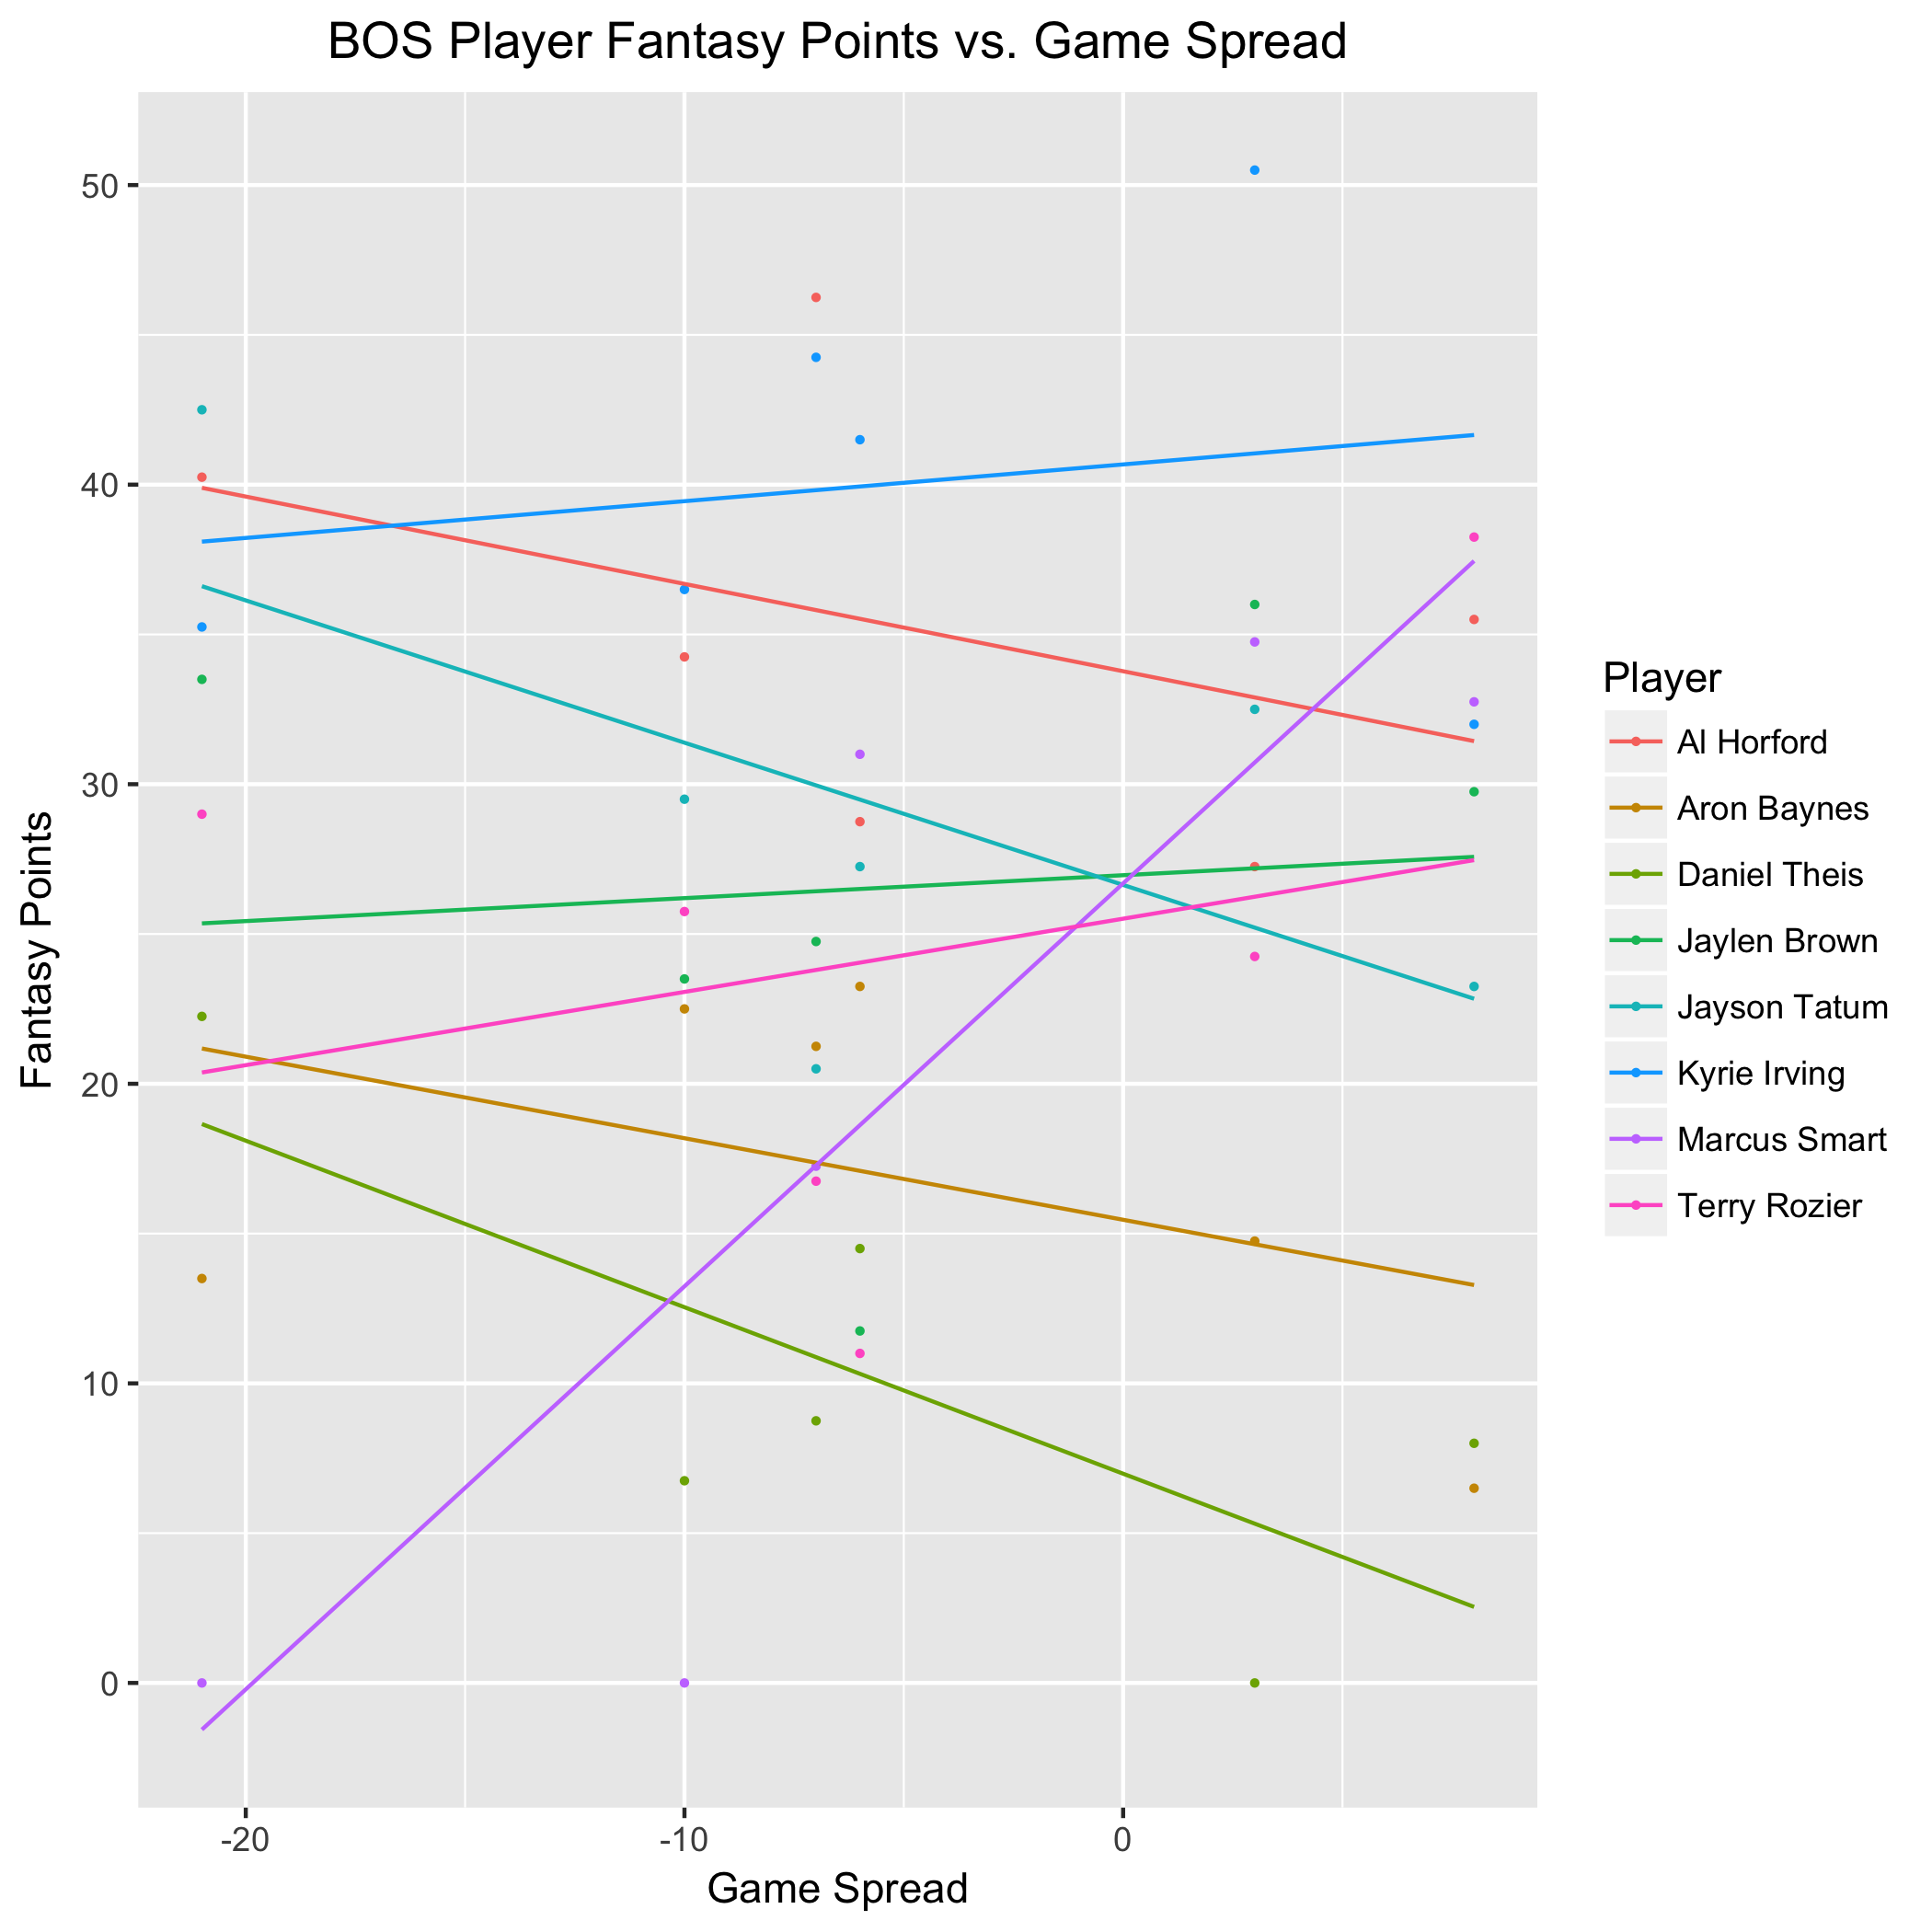 BOS Player Fantasy Points vs. Game Spread
50
40
30
20
10
0
Fantasy Points
-20
-10
0
Game Spread
Player
Al Horford
Aron Baynes
Daniel Theis
Jaylen Brown
Jayson Tatum
Kyrie Irving
Marcus Smart
Terry Rozier